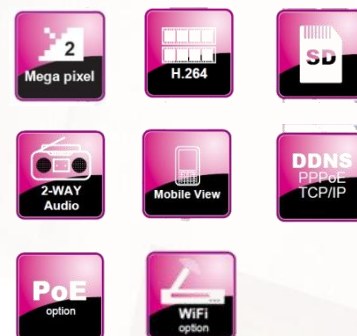 2
Mega pixel
H.264
SD
2-WAY
Audio
Mobile View
DDNS
PPPoE
TCP/IP
PoE
option
WiFi
option